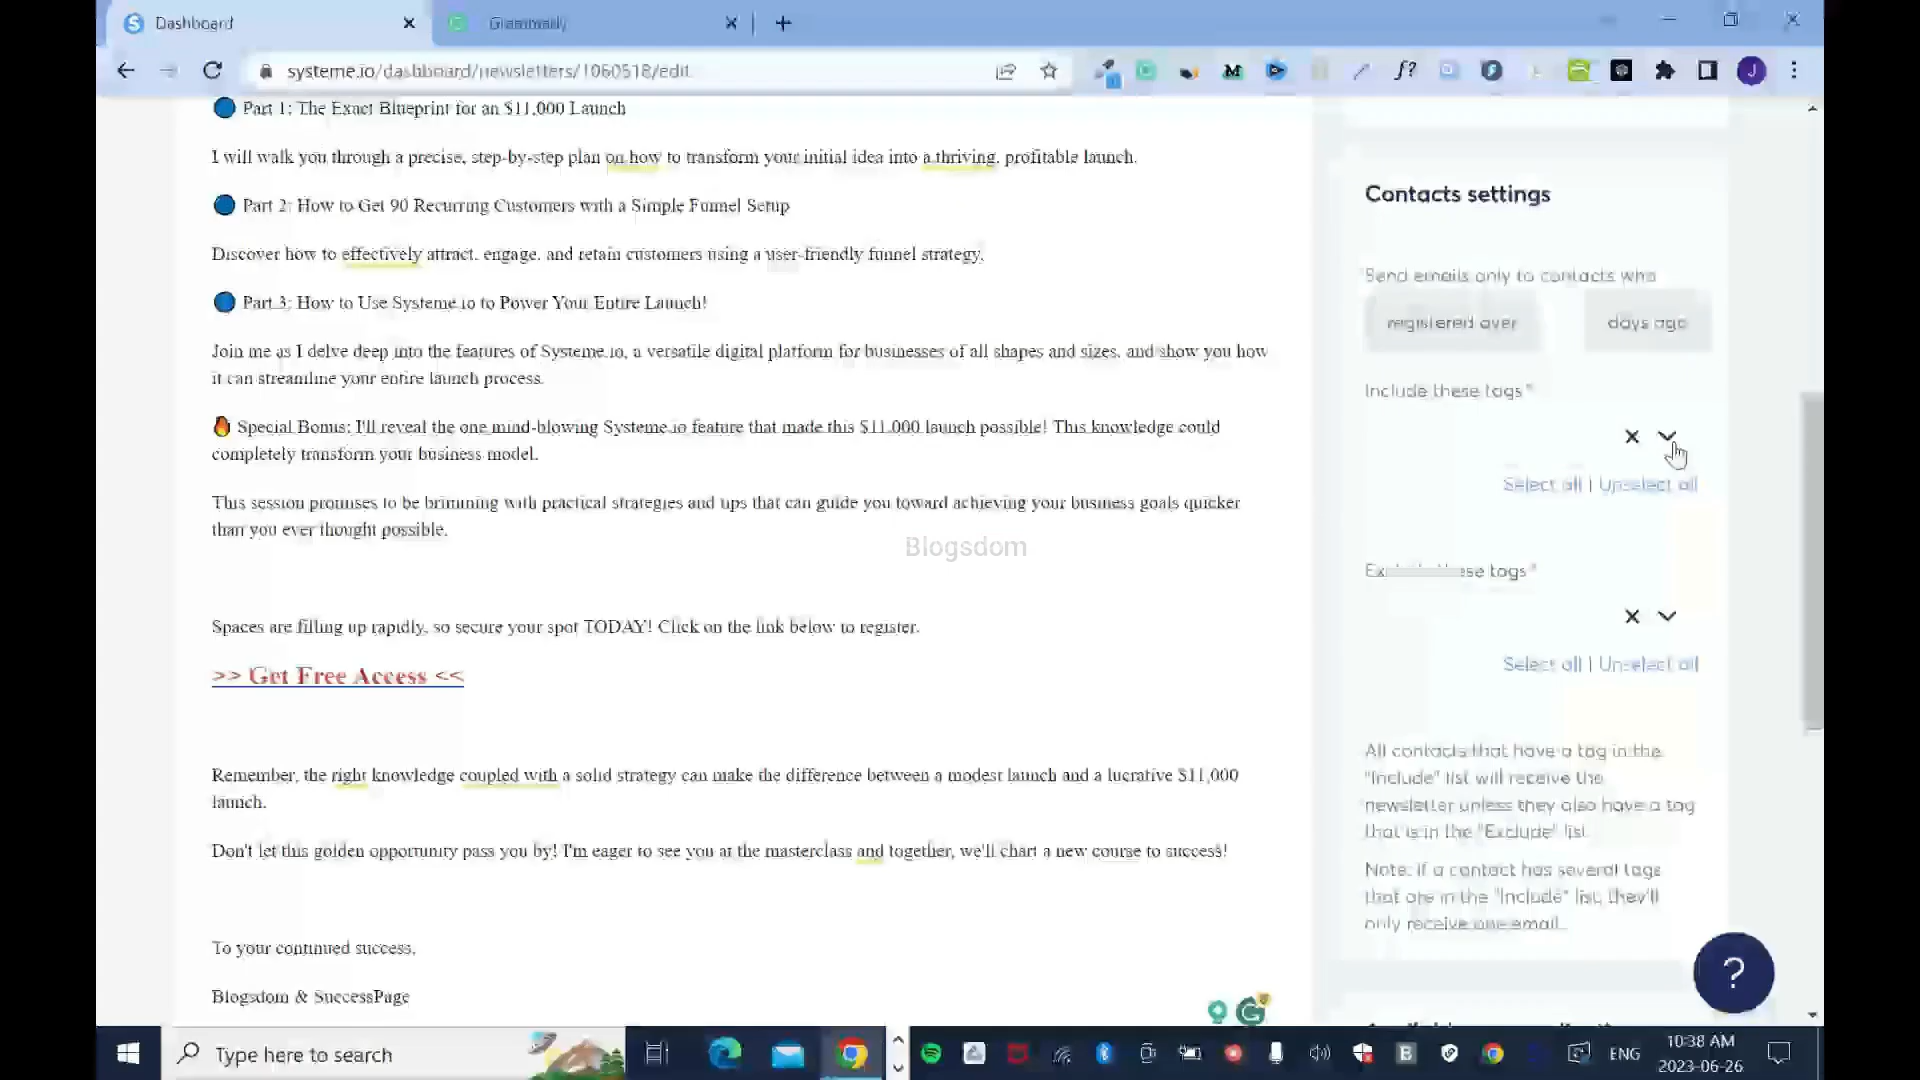 Dashboard
Grammarly
systeme.io/dashboard/newsletters/1060518/edit
M
f?
J
Part 1: The Exact Blueprint for an $11,000 Launch
I will walk you through a precise, step-by-step plan on how to transform your initial idea into a thriving, profitable launch.
Part 2: How to Get 90 Recurring Customers with a Simple Funnel Setup
Discover how to effectively attract, engage, and retain customers using a user-friendly funnel strategy.
Part 3: How to Use Systeme.io to Power Your Entire Launch!
Join me as I delve deep into the features of Systeme.io, a versatile digital platform for businesses of all shapes and sizes, and show you how
it can streamline your entire launch process.
Special Bonus: I'll reveal the one mind-blowing Systeme.io feature that made this $11,000 launch possible! This knowledge could
completely transform your business model.
This session promises to be brimming with practical strategies and tips that can guide you toward achieving your business goals quicker
than you ever thought possible.
Blogsdom
Spaces are filling up rapidly, so secure your spot TODAY! Click on the link below to register.
>> Get Free Access <<
Remember, the right knowledge coupled with a solid strategy can make the difference between a modest launch and a lucrative $11,000
launch.
Don't let this golden opportunity pass you by! I'm eager to see you at the masterclass and together, we'll chart a new course to success!
To your continued success,
Blogsdom & SuccessPage
Contacts settings
Send emails only to contacts who
registered over
days ago
Include these tags *
Select all | Unselect all
these tags *
Select all | Unselect all
All contacts that have a tag in the
"Include" list will receive the
newsletter unless they also have a tag
that is in the "Exclude" list.
Note: if a contact has several tags
that are in the "Include" list, they'll
only receive one email.
?
Type here to search
ENG
10:38 AM
2023-06-26